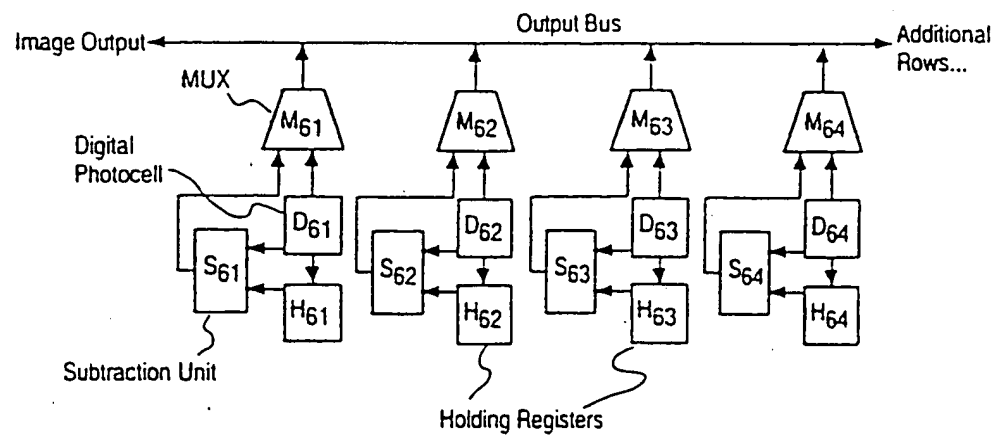 Output Bus
Image Output
Additional
Rows...
MUX
M61
M62
M63
M64
Digital
Photocell
D61
D62
D63
D64
S61
S62
S63
S64
H61
H62
H63
H64
Subtraction Unit
Holding Registers